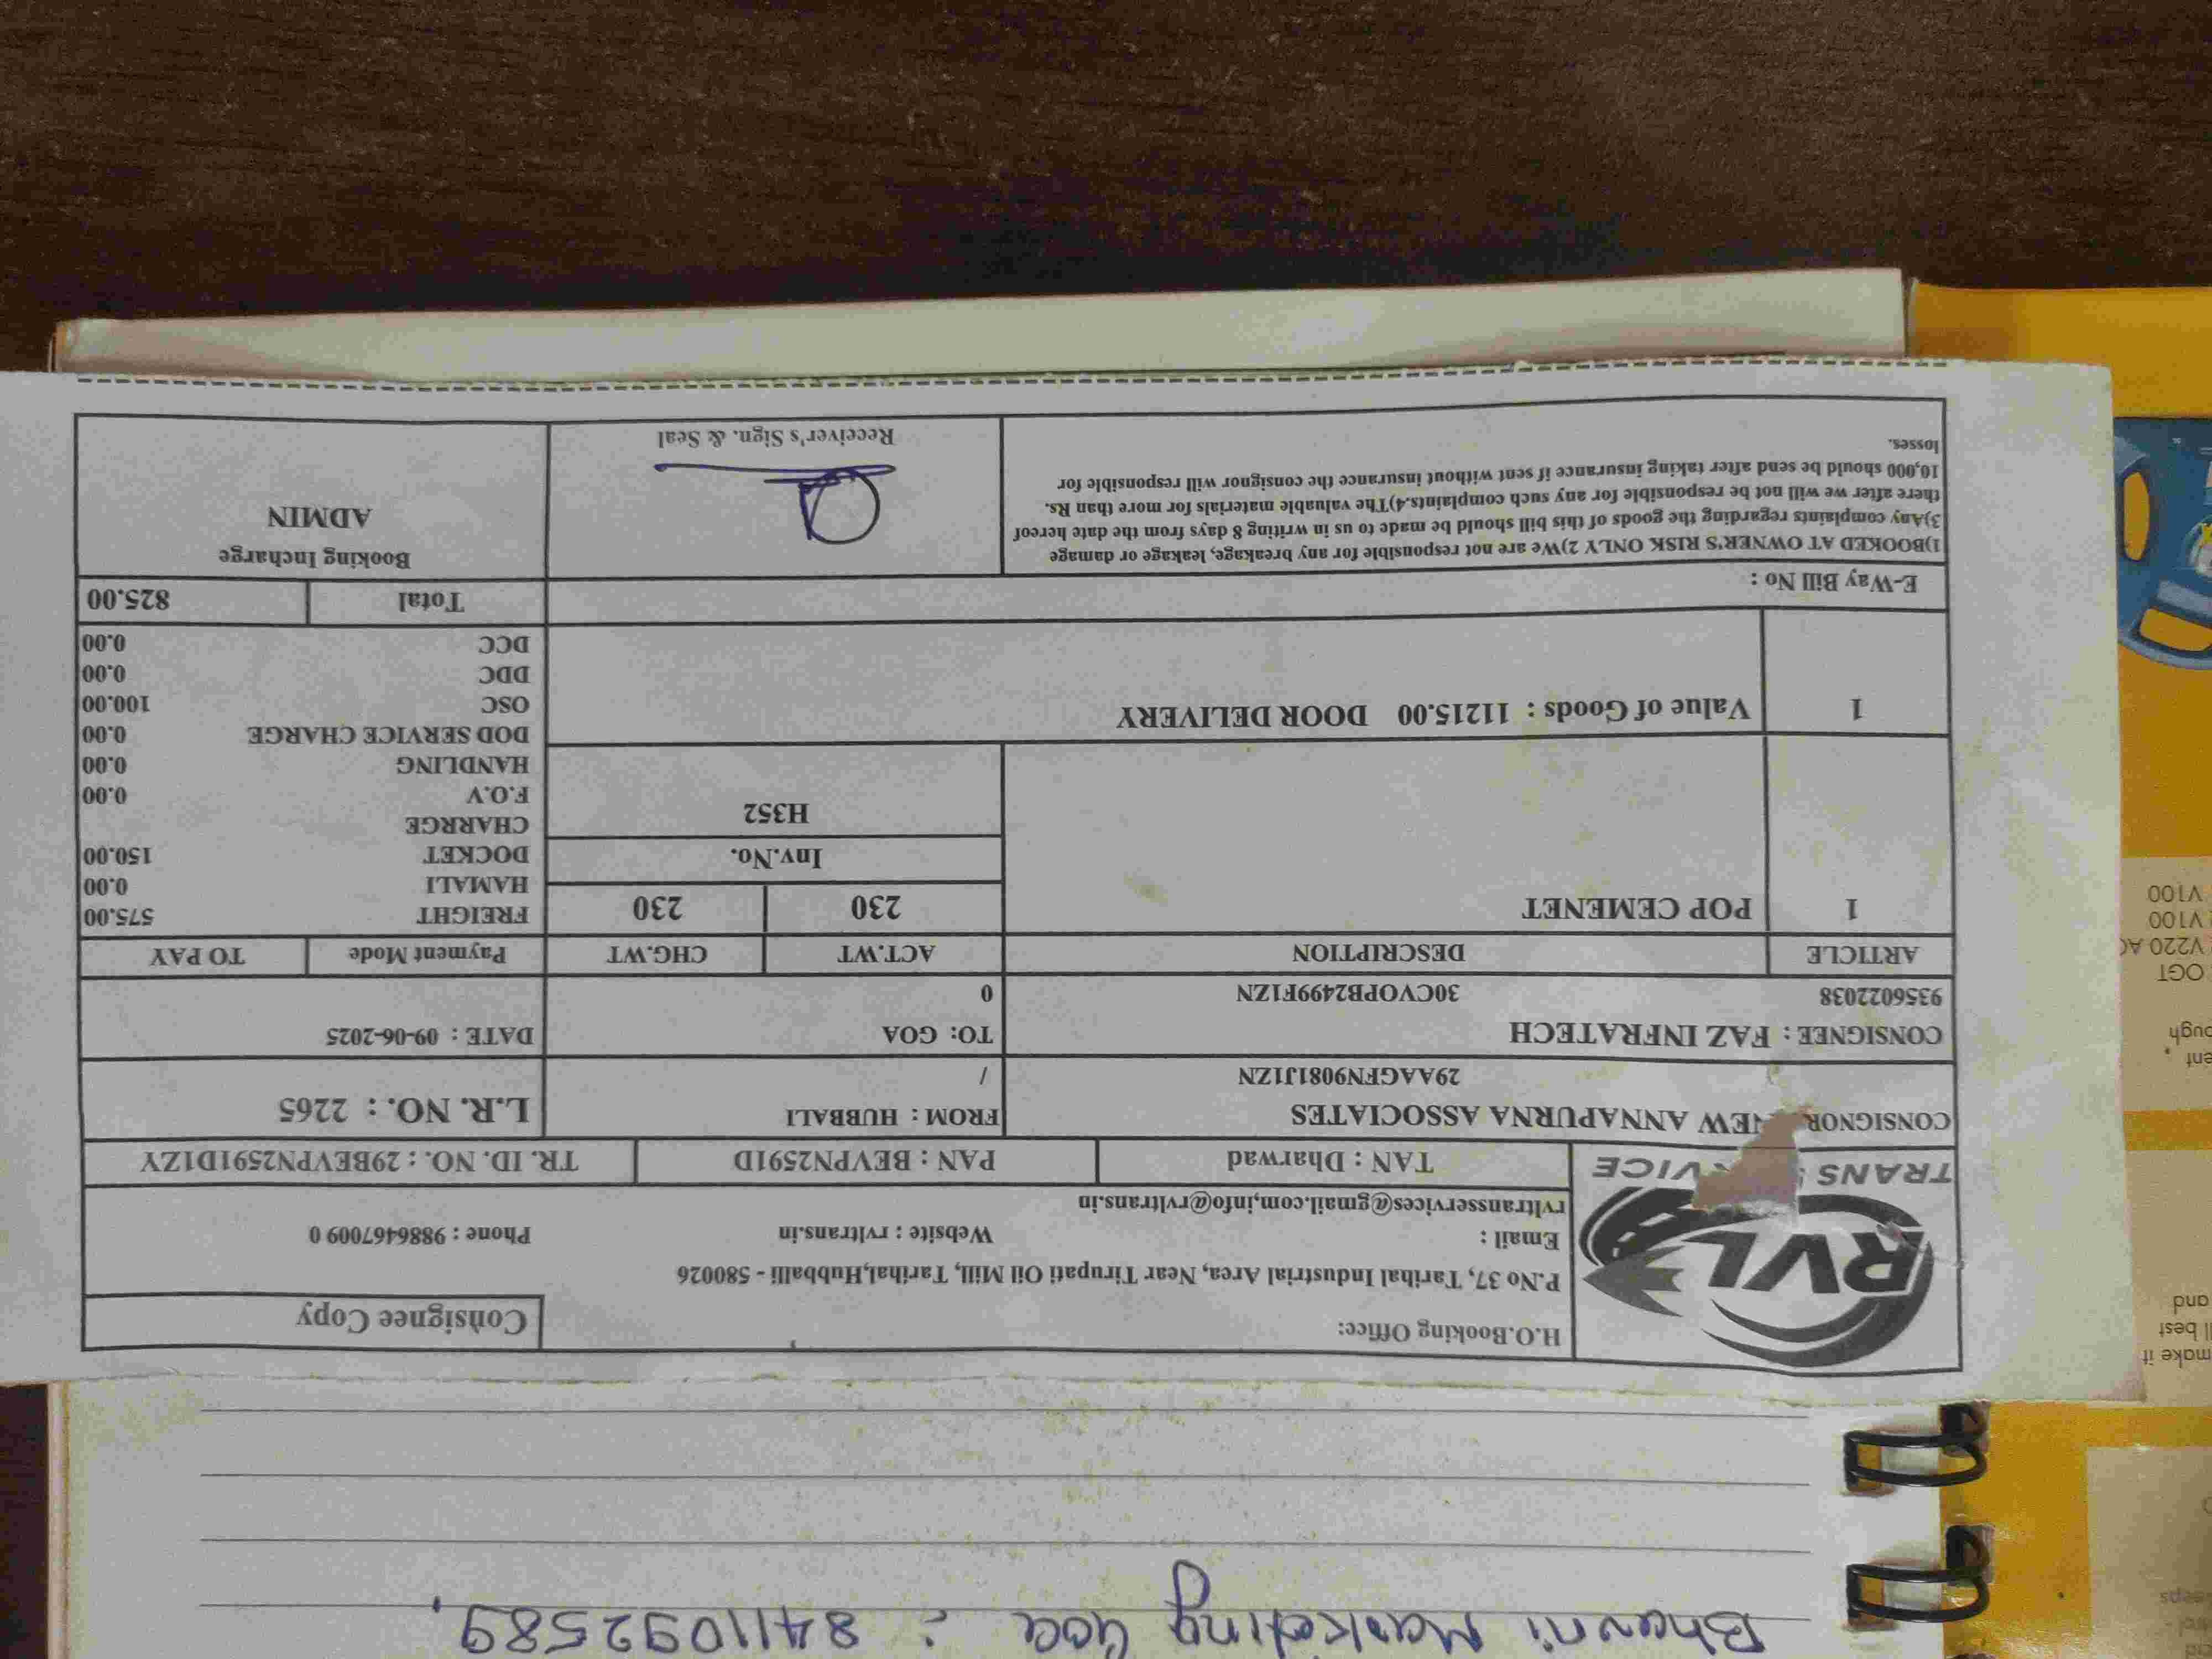 Bhavni Marketing Goa : 8411092589.
RVL
TRANS
H.O.Booking Office:
Consignee Copy
P.No 37, Tarihal Industrial Area, Near Tirupati Oil Mill, Tarihal,Hubballi - 580026
Email : Website : rvltrans.in Phone : 9886467009 0
rvltransservices@gmail.com,info@rvltrans.in
TAN : Dharwad PAN : BEVPN2591D TR. ID. NO. : 29BEVPN2591D1ZY
CONSIGNOR NEW ANNAPURNA ASSOCIATES FROM : HUBBALI L.R. NO. : 2265
29AAGFN9081J1ZN /
CONSIGNEE : FAZ INFRATECH TO: GOA DATE : 09-06-2025
9356022038 30CVOPB2499F1ZN 0
ARTICLE DESCRIPTION ACT.WT CHG.WT Payment Mode TO PAY
1 POP CEMENET 230 230 FREIGHT 575.00
HAMALI 0.00
Inv.No. DOCKET 150.00
CHARRGE
H352 F.O.V 0.00
HANDLING 0.00
DOD SERVICE CHARGE 0.00
1 Value of Goods : 11215.00 DOOR DELIVERY OSC 100.00
DDC 0.00
DCC 0.00
E-Way Bill No : Total 825.00
1)BOOKED AT OWNER'S RISK ONLY 2)We are not responsible for any breakage, leakage or damage
3)Any complaints regarding the goods of this bill should be made to us in writing 8 days from the date hereof
there after we will not be responsible for any such complaints.4)The valuable materials for more than Rs.
10,000 should be send after taking insurance if sent without insurance the consignor will responsible for
losses.
Receiver's Sign. & Seal
Booking Incharge
ADMIN
make it
best
and
OGT
V220
V100
V100